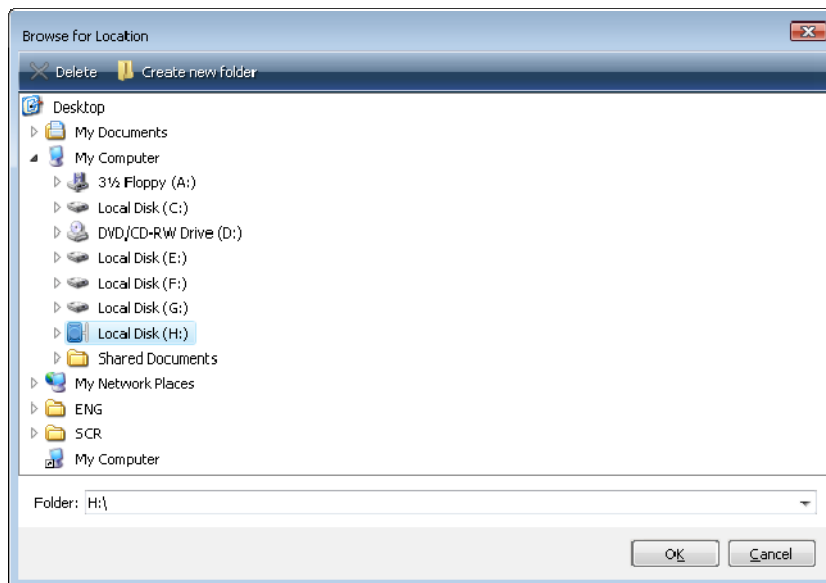 Browse for Location
Delete Create new folder
Desktop
My Documents
My Computer
3½ Floppy (A:)
Local Disk (C:)
DVD/CD-RW Drive (D:)
Local Disk (E:)
Local Disk (F:)
Local Disk (G:)
Local Disk (H:)
Shared Documents
My Network Places
ENG
SCR
My Computer
Folder: H:\
OK Cancel